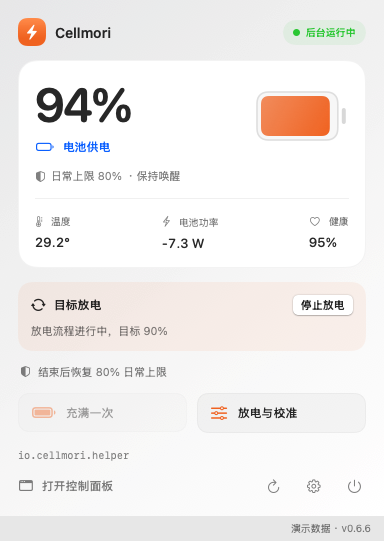 Cellmori
后台运行中
94%
电池供电
日常上限 80% · 保持唤醒
温度
电池功率
健康
29.2°
-7.3 W
95%
目标放电
停止放电
放电流程进行中，目标 90%
结束后恢复 80% 日常上限
充满一次
放电与校准
io.cellmori.helper
打开控制面板
演示数据 · v0.6.6